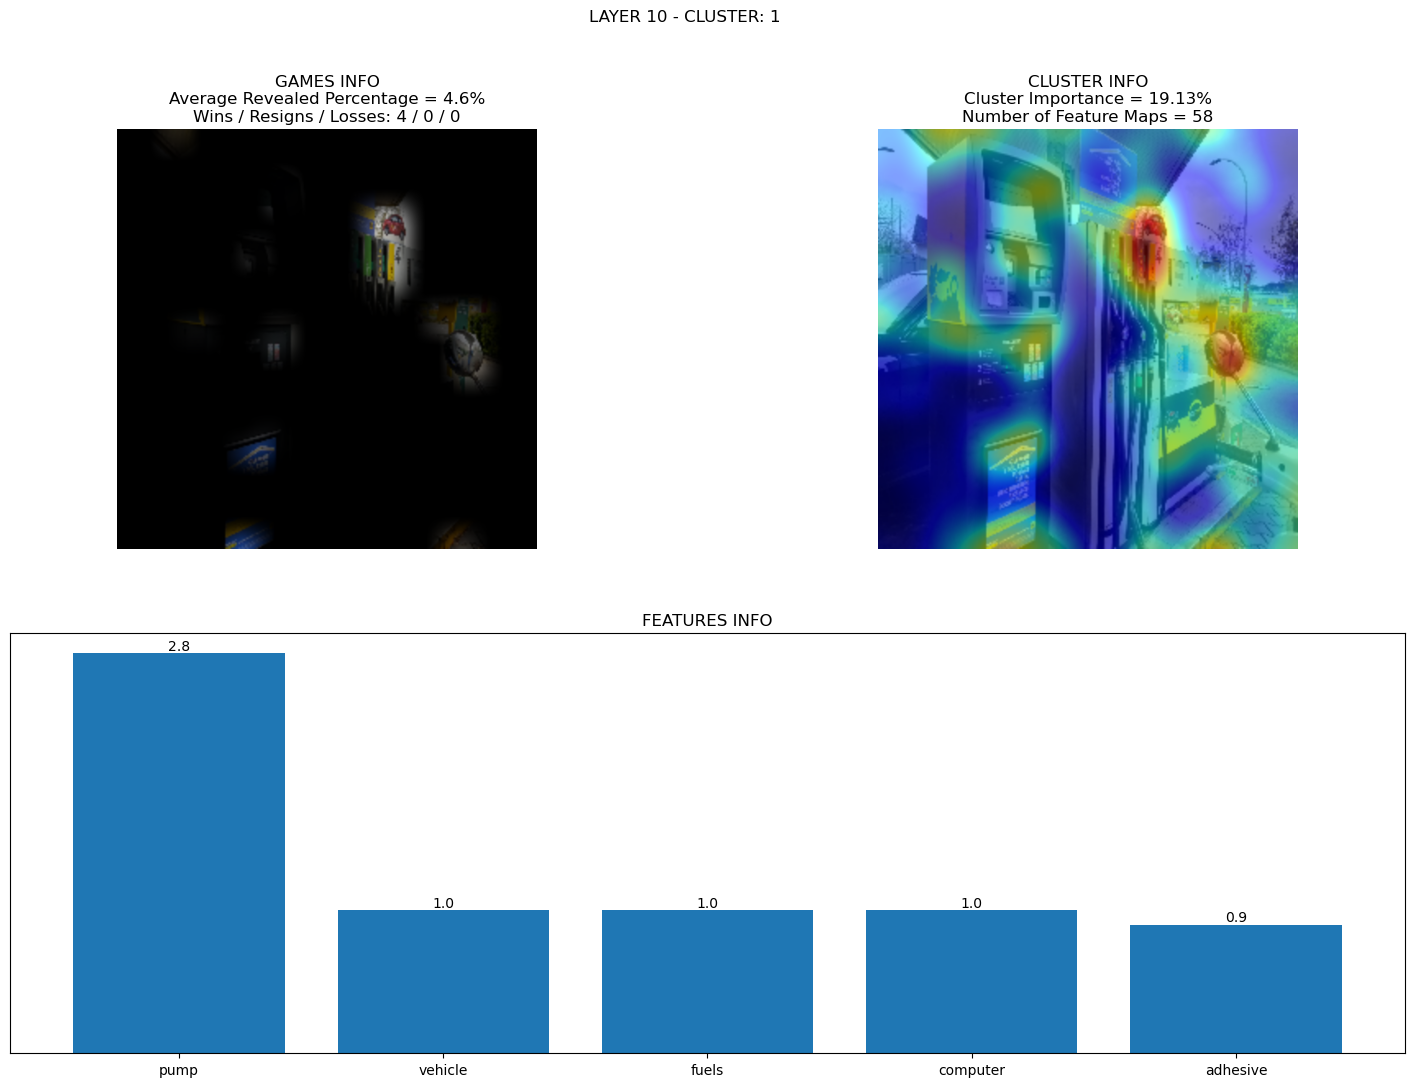 LAYER 10 - CLUSTER: 1
GAMES INFO
Average Revealed Percentage = 4.6%
Wins / Resigns / Losses: 4 / 0 / 0
CLUSTER INFO
Cluster Importance = 19.13%
Number of Feature Maps = 58
FEATURES INFO
2.8
1.0
1.0
1.0
0.9
pump
vehicle
fuels
computer
adhesive